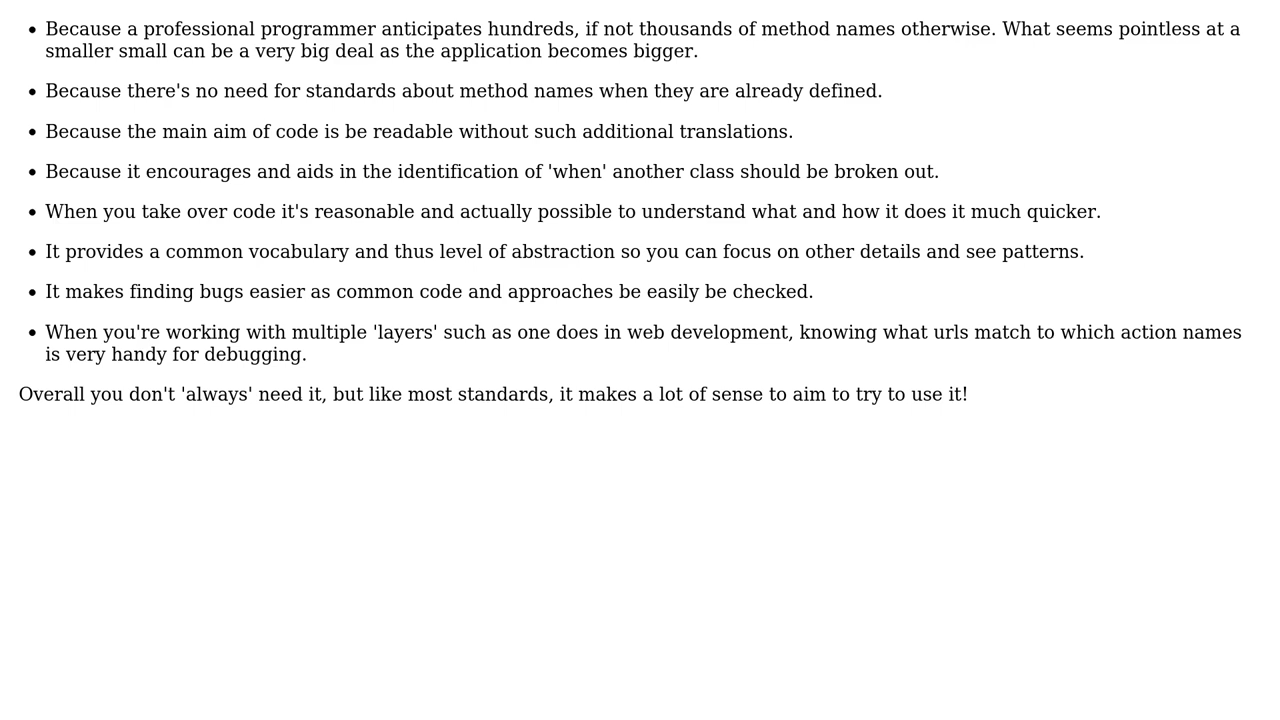 • Because a professional programmer anticipates hundreds, if not thousands of method names otherwise. What seems pointless at a
smaller small can be a very big deal as the application becomes bigger.
• Because there's no need for standards about method names when they are already defined.
• Because the main aim of code is be readable without such additional translations.
• Because it encourages and aids in the identification of 'when' another class should be broken out.
• When you take over code it's reasonable and actually possible to understand what and how it does it much quicker.
• It provides a common vocabulary and thus level of abstraction so you can focus on other details and see patterns.
• It makes finding bugs easier as common code and approaches be easily be checked.
• When you're working with multiple 'layers' such as one does in web development, knowing what urls match to which action names
is very handy for debugging.
Overall you don't 'always' need it, but like most standards, it makes a lot of sense to aim to try to use it!